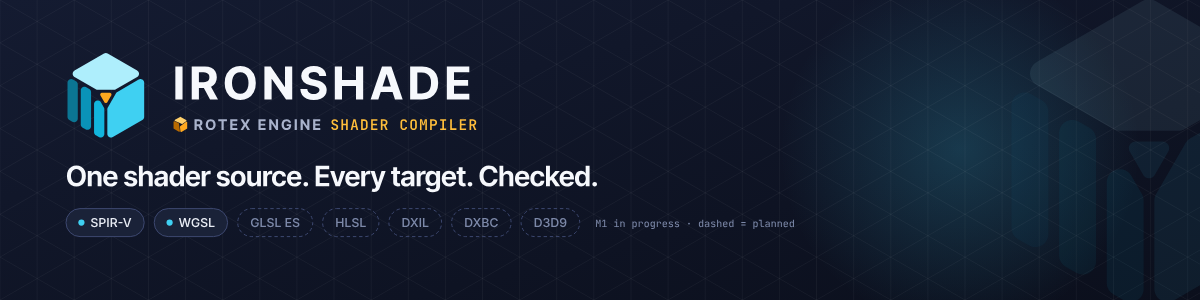 IRONSHADE
ROTEX ENGINE SHADER COMPILER
One shader source. Every target. Checked.
SPIR-V WGSL GLSL ES HLSL DXIL DXBC D3D9 M1 in progress · dashed = planned